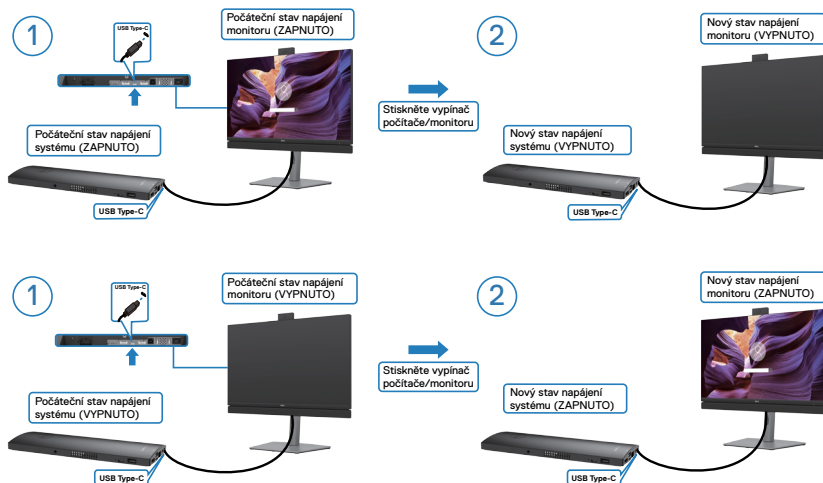 1
USB Type-C
Počáteční stav napájení
monitoru (ZAPNUTO)
Počáteční stav napájení
systému (ZAPNUTO)
USB Type-C
Stiskněte vypínač
počítače/monitoru
2
Nový stav napájení
monitoru (VYPNUTO)
Nový stav napájení
systému (VYPNUTO)
USB Type-C
1
USB Type-C
Počáteční stav napájení
monitoru (VYPNUTO)
Počáteční stav napájení
systému (VYPNUTO)
USB Type-C
Stiskněte vypínač
počítače/monitoru
2
Nový stav napájení
monitoru (ZAPNUTO)
Nový stav napájení
systému (ZAPNUTO)
USB Type-C